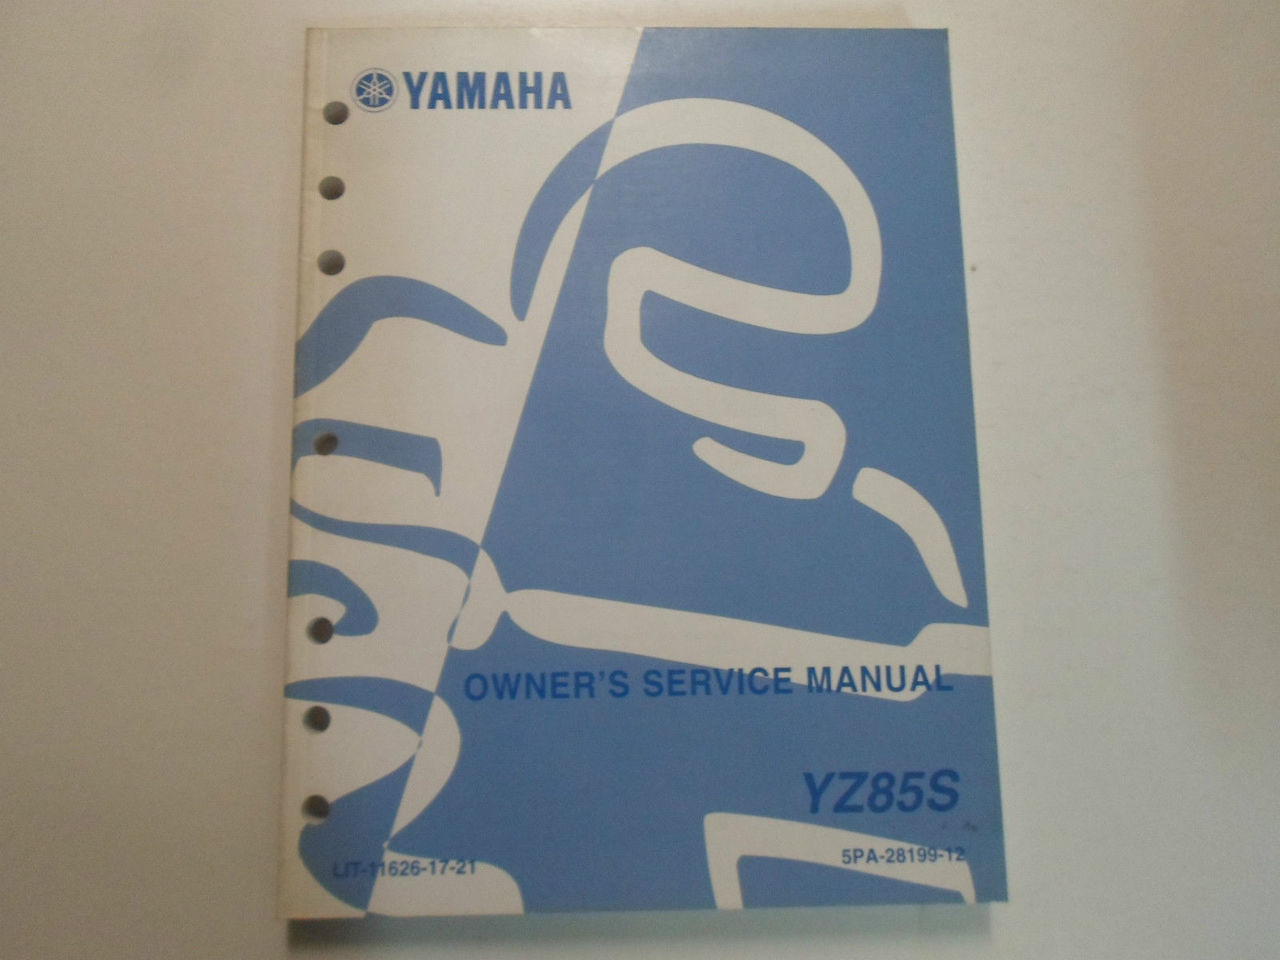 YAMAHA
OWNER'S SERVICE MANUAL
YZ85S
LIT-11626-17-21
5PA-28199-12